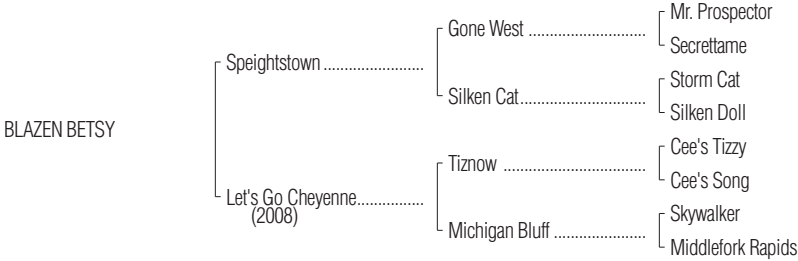 Mr. Prospector
Gone West ............................
Secrettame
Speightstown ........................
Storm Cat
Silken Cat..............................
Silken Doll
BLAZEN BETSY
Cee's Tizzy
Tiznow ..................................
Cee's Song
Let's Go Cheyenne................
(2008)
Skywalker
Michigan Bluff ......................
Middlefork Rapids